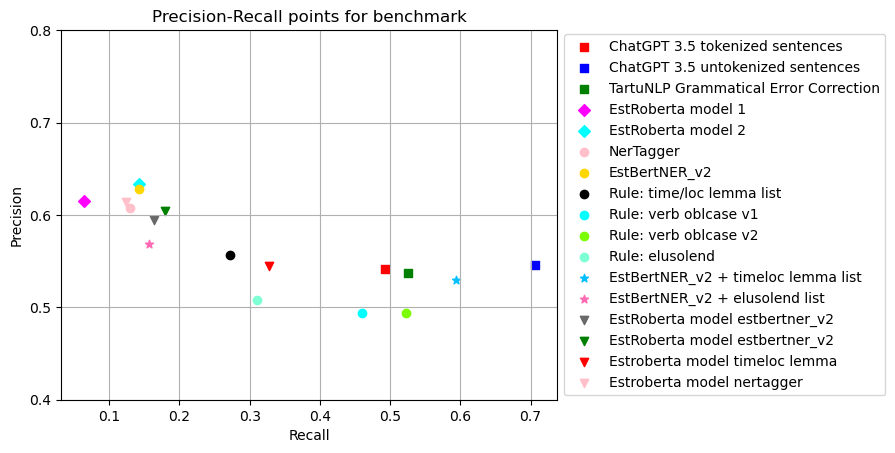 Precision-Recall points for benchmark
0.8
0.7
0.6
0.5
0.4
Precision
0.1 0.2 0.3 0.4 0.5 0.6 0.7
Recall
ChatGPT 3.5 tokenized sentences
ChatGPT 3.5 untokenized sentences
TartuNLP Grammatical Error Correction
EstRoberta model 1
EstRoberta model 2
NerTagger
EstBertNER_v2
Rule: time/loc lemma list
Rule: verb oblcase v1
Rule: verb oblcase v2
Rule: elusolend
EstBertNER_v2 + timeloc lemma list
EstBertNER_v2 + elusolend list
EstRoberta model estbertner_v2
EstRoberta model estbertner_v2
Estroberta model timeloc lemma
Estroberta model nertagger